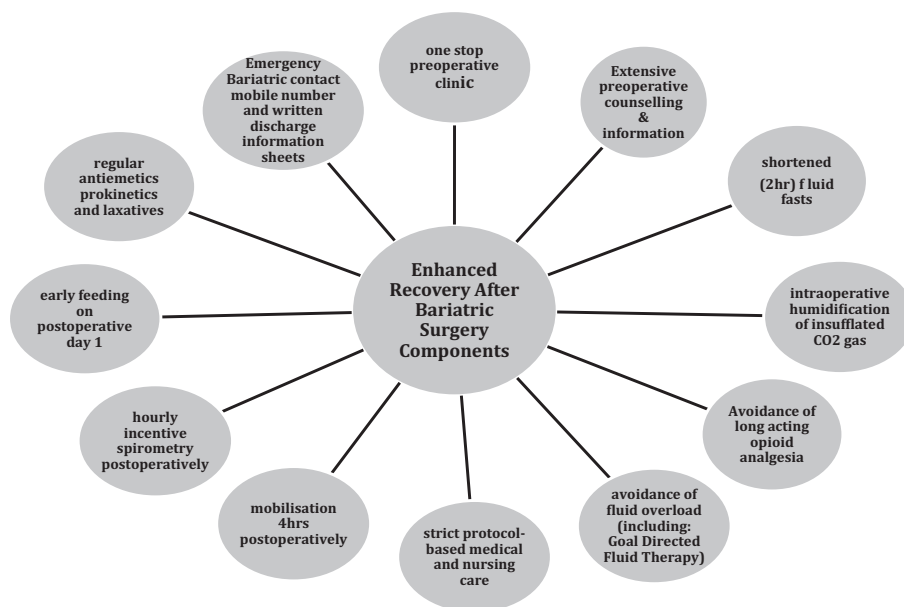 one stop
preoperative
clinic
Extensive
preoperative
counselling
&
information
shortened
(2hr) f luid
fasts
intraoperative
humidification
of insufflated
CO2 gas
Avoidance of
long acting
opioid
analgesia
avoidance of
fluid overload
(including:
Goal Directed
Fluid Therapy)
strict protocol-
based medical
and nursing
care
mobilisation
4hrs
postoperatively
hourly
incentive
spirometry
postoperatively
early feeding
on
postoperative
day 1
regular
antiemetics
prokinetics
and laxatives
Emergency
Bariatric contact
mobile number
and written
discharge
information
sheets
Enhanced
Recovery After
Bariatric
Surgery
Components